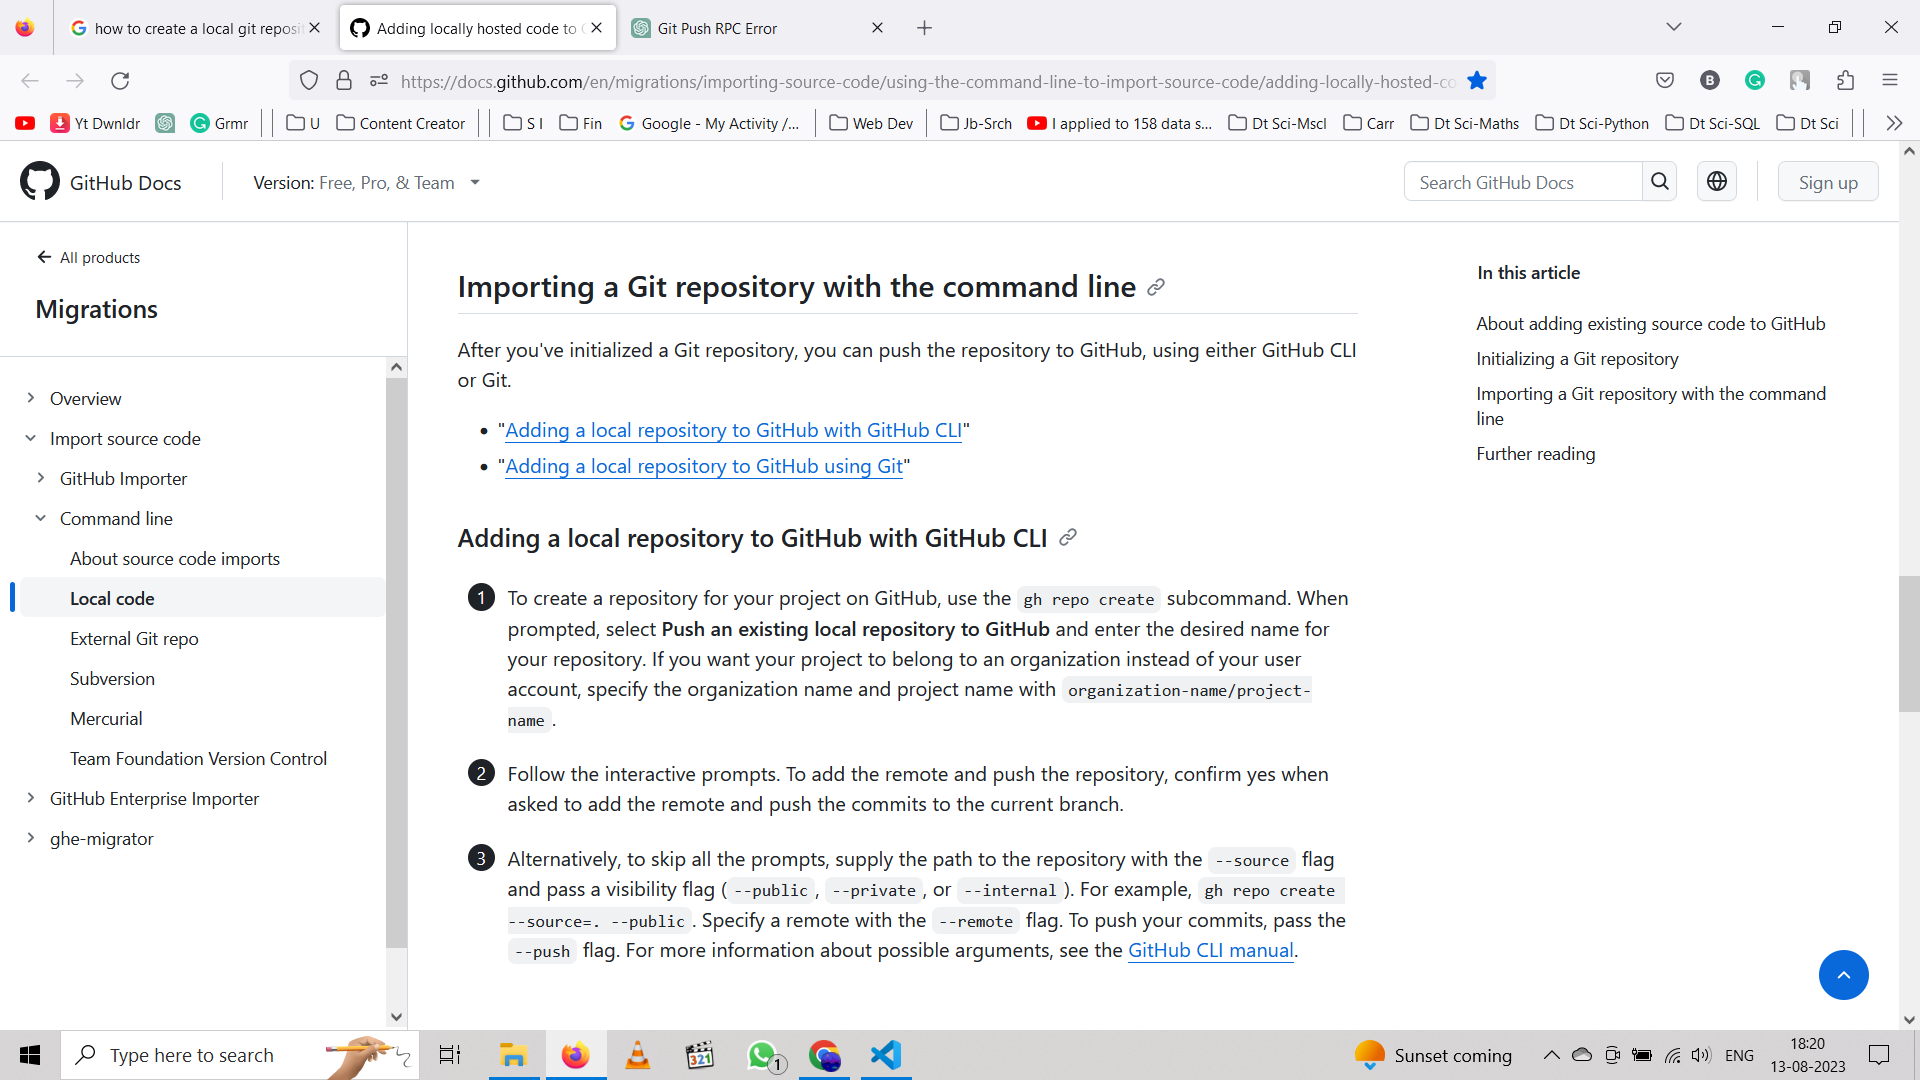 how to create a local git reposit
Adding locally hosted code to
Git Push RPC Error
https://docs.github.com/en/migrations/importing-source-code/using-the-command-line-to-import-source-code/adding-locally-hosted-co
Yt Dwnldr
Grmr
U
Content Creator
S I
Fin
Google - My Activity /...
Web Dev
Jb-Srch
I applied to 158 data s...
Dt Sci-Mscl
Carr
Dt Sci-Maths
Dt Sci-Python
Dt Sci-SQL
Dt Sci
GitHub Docs
Version: Free, Pro, & Team
Search GitHub Docs
Sign up
All products
Migrations
Overview
Import source code
GitHub Importer
Command line
About source code imports
Local code
External Git repo
Subversion
Mercurial
Team Foundation Version Control
GitHub Enterprise Importer
ghe-migrator
Importing a Git repository with the command line
After you've initialized a Git repository, you can push the repository to GitHub, using either GitHub CLI
or Git.
• "Adding a local repository to GitHub with GitHub CLI"
• "Adding a local repository to GitHub using Git"
Adding a local repository to GitHub with GitHub CLI
1 To create a repository for your project on GitHub, use the gh repo create subcommand. When
prompted, select Push an existing local repository to GitHub and enter the desired name for
your repository. If you want your project to belong to an organization instead of your user
account, specify the organization name and project name with organization-name/project-
name .
2 Follow the interactive prompts. To add the remote and push the repository, confirm yes when
asked to add the remote and push the commits to the current branch.
3 Alternatively, to skip all the prompts, supply the path to the repository with the --source flag
and pass a visibility flag ( --public , --private , or --internal ). For example, gh repo create
--source=. --public . Specify a remote with the --remote flag. To push your commits, pass the
--push flag. For more information about possible arguments, see the GitHub CLI manual.
In this article
About adding existing source code to GitHub
Initializing a Git repository
Importing a Git repository with the command
line
Further reading
Type here to search
321
1
Sunset coming
ENG
18:20
13-08-2023